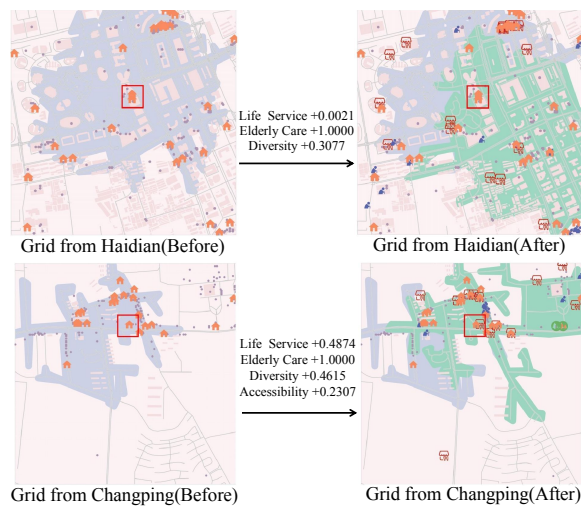 Life Service +0.0021
Elderly Care +1.0000
Diversity +0.3077
Grid from Haidian(Before)
Grid from Haidian(After)
Life Service +0.4874
Elderly Care +1.0000
Diversity +0.4615
Accessibility +0.2307
Grid from Changping(Before)
Grid from Changping(After)